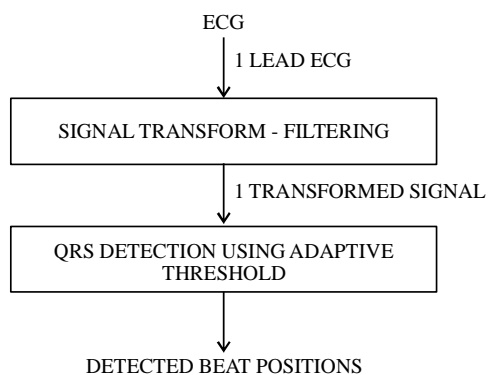 ECG
1 LEAD ECG
SIGNAL TRANSFORM - FILTERING
1 TRANSFORMED SIGNAL
QRS DETECTION USING ADAPTIVE
THRESHOLD
DETECTED BEAT POSITIONS